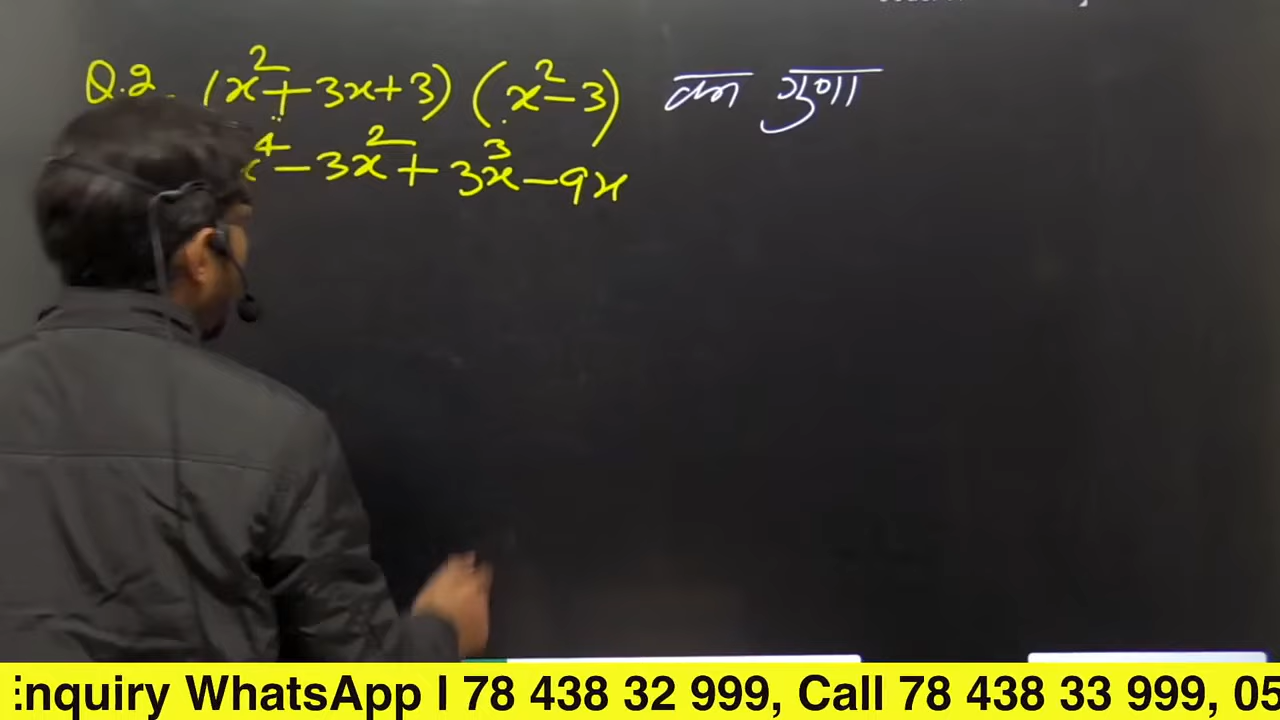 Q.2. (x²+3x+3) (x²-3) का गुणा
x⁴-3x²+3x³-9x
Enquiry WhatsApp I 78 438 32 999, Call 78 438 33 999, 05